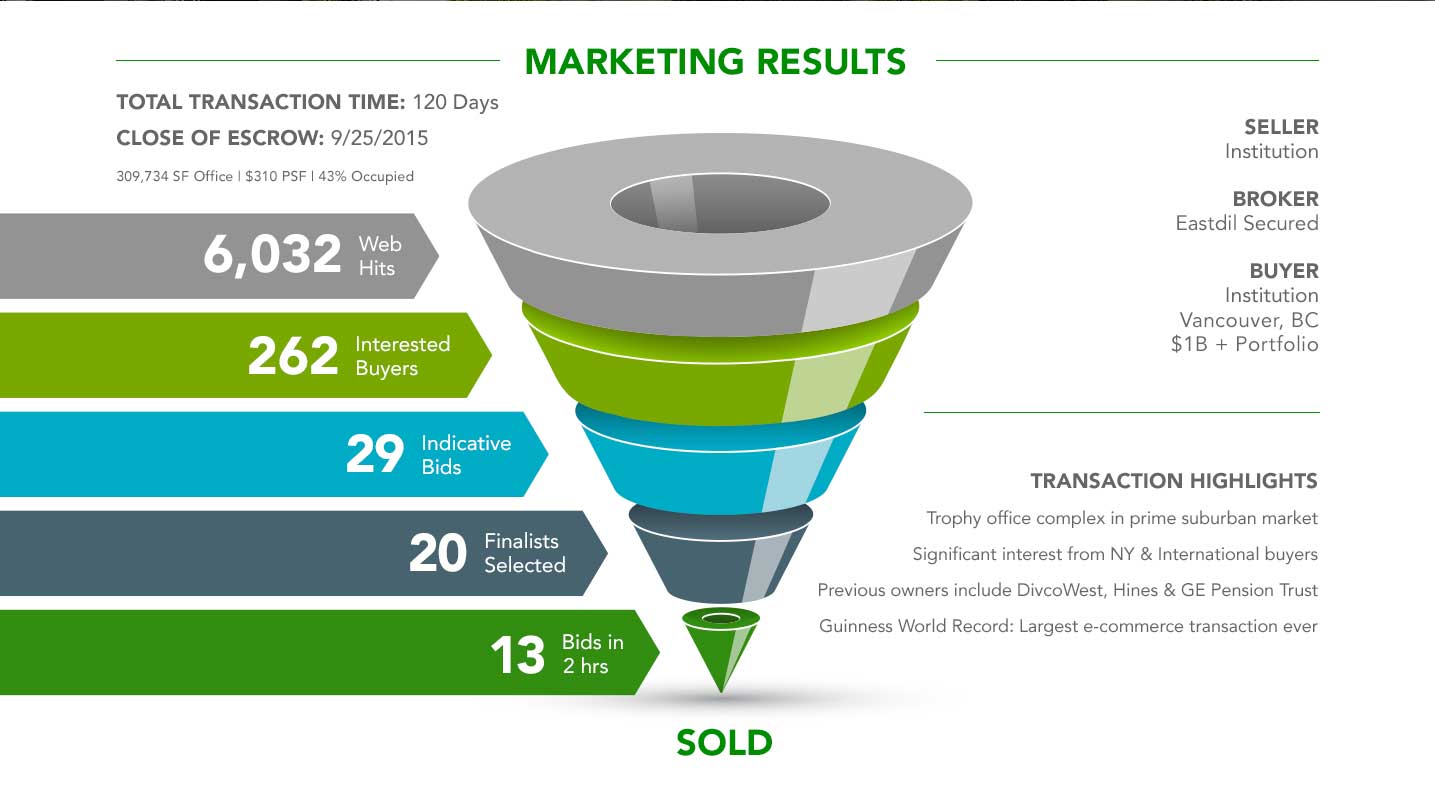 MARKETING RESULTS
TOTAL TRANSACTION TIME: 120 Days
CLOSE OF ESCROW: 9/25/2015
309,734 SF Office | $310 PSF | 43% Occupied
6,032 Web
Hits
262 Interested
Buyers
29 Indicative
Bids
20 Finalists
Selected
13 Bids in
2 hrs
SOLD
SELLER
Institution
BROKER
Eastdil Secured
BUYER
Institution
Vancouver, BC
$1B + Portfolio
TRANSACTION HIGHLIGHTS
Trophy office complex in prime suburban market
Significant interest from NY & International buyers
Previous owners include DivcoWest, Hines & GE Pension Trust
Guinness World Record: Largest e-commerce transaction ever